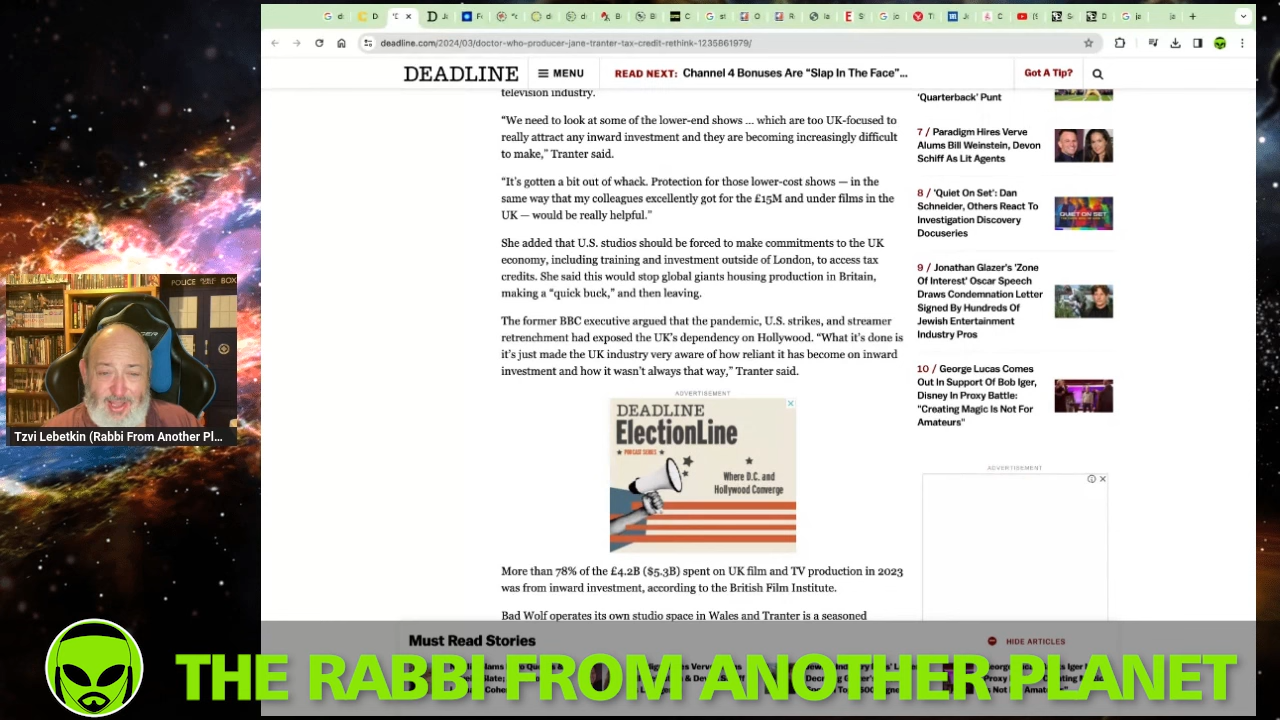 deadline.com/2024/03/doctor-who-producer-jane-tranter-tax-credit-rethink-1235861979/
DEADLINE
MENU
READ NEXT: Channel 4 Bonuses Are "Slap In The Face"...
Got A Tip?
television industry.
“We need to look at some of the lower-end shows … which are too UK-focused to
really attract any inward investment and they are becoming increasingly difficult
to make,” Tranter said.
“It’s gotten a bit out of whack. Protection for those lower-cost shows — in the
same way that my colleagues excellently got for the £15M and under films in the
UK — would be really helpful.”
She added that U.S. studios should be forced to make commitments to the UK
economy, including training and investment outside of London, to access tax
credits. She said this would stop global giants housing production in Britain,
making a “quick buck,” and then leaving.
The former BBC executive argued that the pandemic, U.S. strikes, and streamer
retrenchment had exposed the UK’s dependency on Hollywood. “What it’s done is
it’s just made the UK industry very aware of how reliant it has become on inward
investment and how it wasn’t always that way,” Tranter said.
ADVERTISEMENT
DEADLINE
ElectionLine
PODCAST SERIES
Where D.C. and
Hollywood Converge
More than 78% of the £4.2B ($5.3B) spent on UK film and TV production in 2023
was from inward investment, according to the British Film Institute.
Bad Wolf operates its own studio space in Wales and Tranter is a seasoned
‘Quarterback’ Punt
7 / Paradigm Hires Verve
Alums Bill Weinstein, Devon
Schiff As Lit Agents
8 / 'Quiet On Set': Dan
Schneider, Others React To
Investigation Discovery
Docuseries
QUIET ON SET
9 / Jonathan Glazer's 'Zone
Of Interest' Oscar Speech
Draws Condemnation Letter
Signed By Hundreds Of
Jewish Entertainment
Industry Pros
10 / George Lucas Comes
Out In Support Of Bob Iger,
Disney In Proxy Battle:
"Creating Magic Is Not For
Amateurs"
ADVERTISEMENT
POLICE BOX
Tzvi Lebetkin (Rabbi From Another Pl...
Must Read Stories
HIDE ARTICLES
THE RABBI FROM ANOTHER PLANET